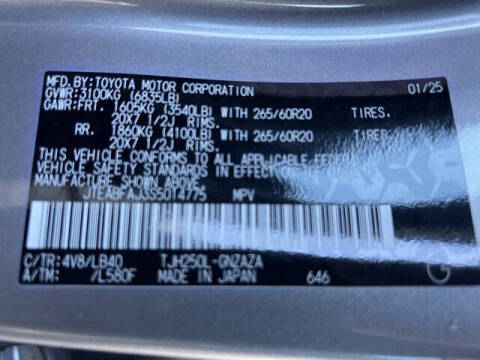 MFD.BY:TOYOTA MOTOR CORPORATION 01/25
GVWR:3100KG (6835LB)
GAWR:FRT. 1605KG (3540LB) WITH 265/60R20 TIRES.
20X7 1/2J RIMS.
RR. 1860KG (4100LB) WITH 265/60R20 TIRES.
20X7 1/2J RIMS.
THIS VEHICLE CONFORMS TO ALL APPLICABLE FEDERAL MOTOR
VEHICLE SAFETY STANDARDS IN EFFECT ON THE DATE OF
MANUFACTURE SHOWN ABOVE.
JTEABFAJ5S5014775 MPV
C/TR:4V8/LB40 TJH250L-GNZAZA
A/TM: /L580F MADE IN JAPAN 646
G